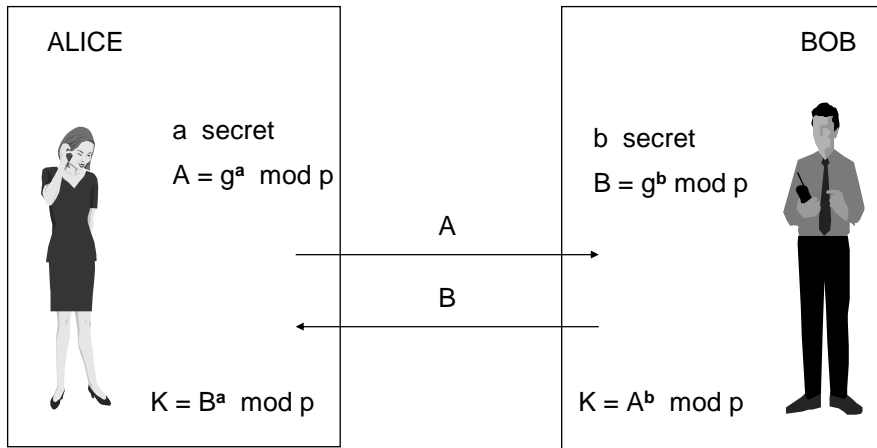 ALICE
a secret
A = gᵃ mod p
K = Bᵃ mod p
A
B
BOB
b secret
B = gᵇ mod p
K = Aᵇ mod p